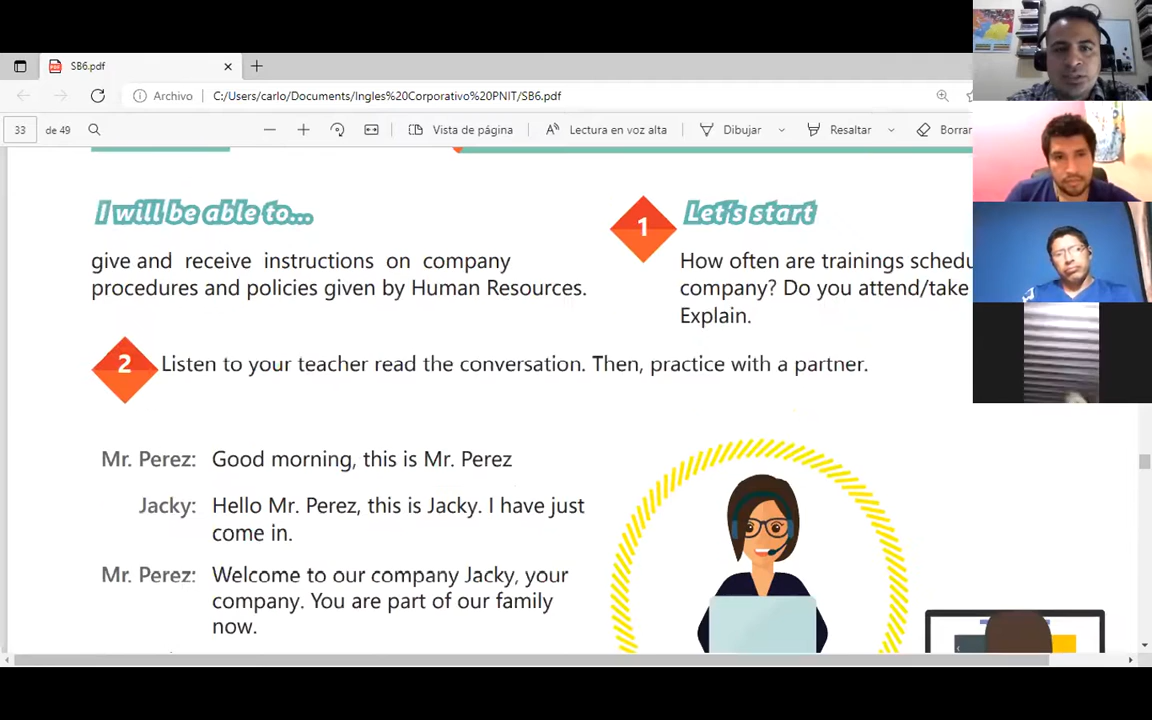 SB6.pdf
Archivo C:/Users/carlo/Documents/Ingles%20Corporativo%20PNIT/SB6.pdf
33 de 49 Vista de página Lectura en voz alta Dibujar Resaltar Borrar
I will be able to...
give and receive instructions on company
procedures and policies given by Human Resources.
1 Let's start
How often are trainings schedu
company? Do you attend/take
Explain.
2 Listen to your teacher read the conversation. Then, practice with a partner.
Mr. Perez: Good morning, this is Mr. Perez
Jacky: Hello Mr. Perez, this is Jacky. I have just
come in.
Mr. Perez: Welcome to our company Jacky, your
company. You are part of our family
now.